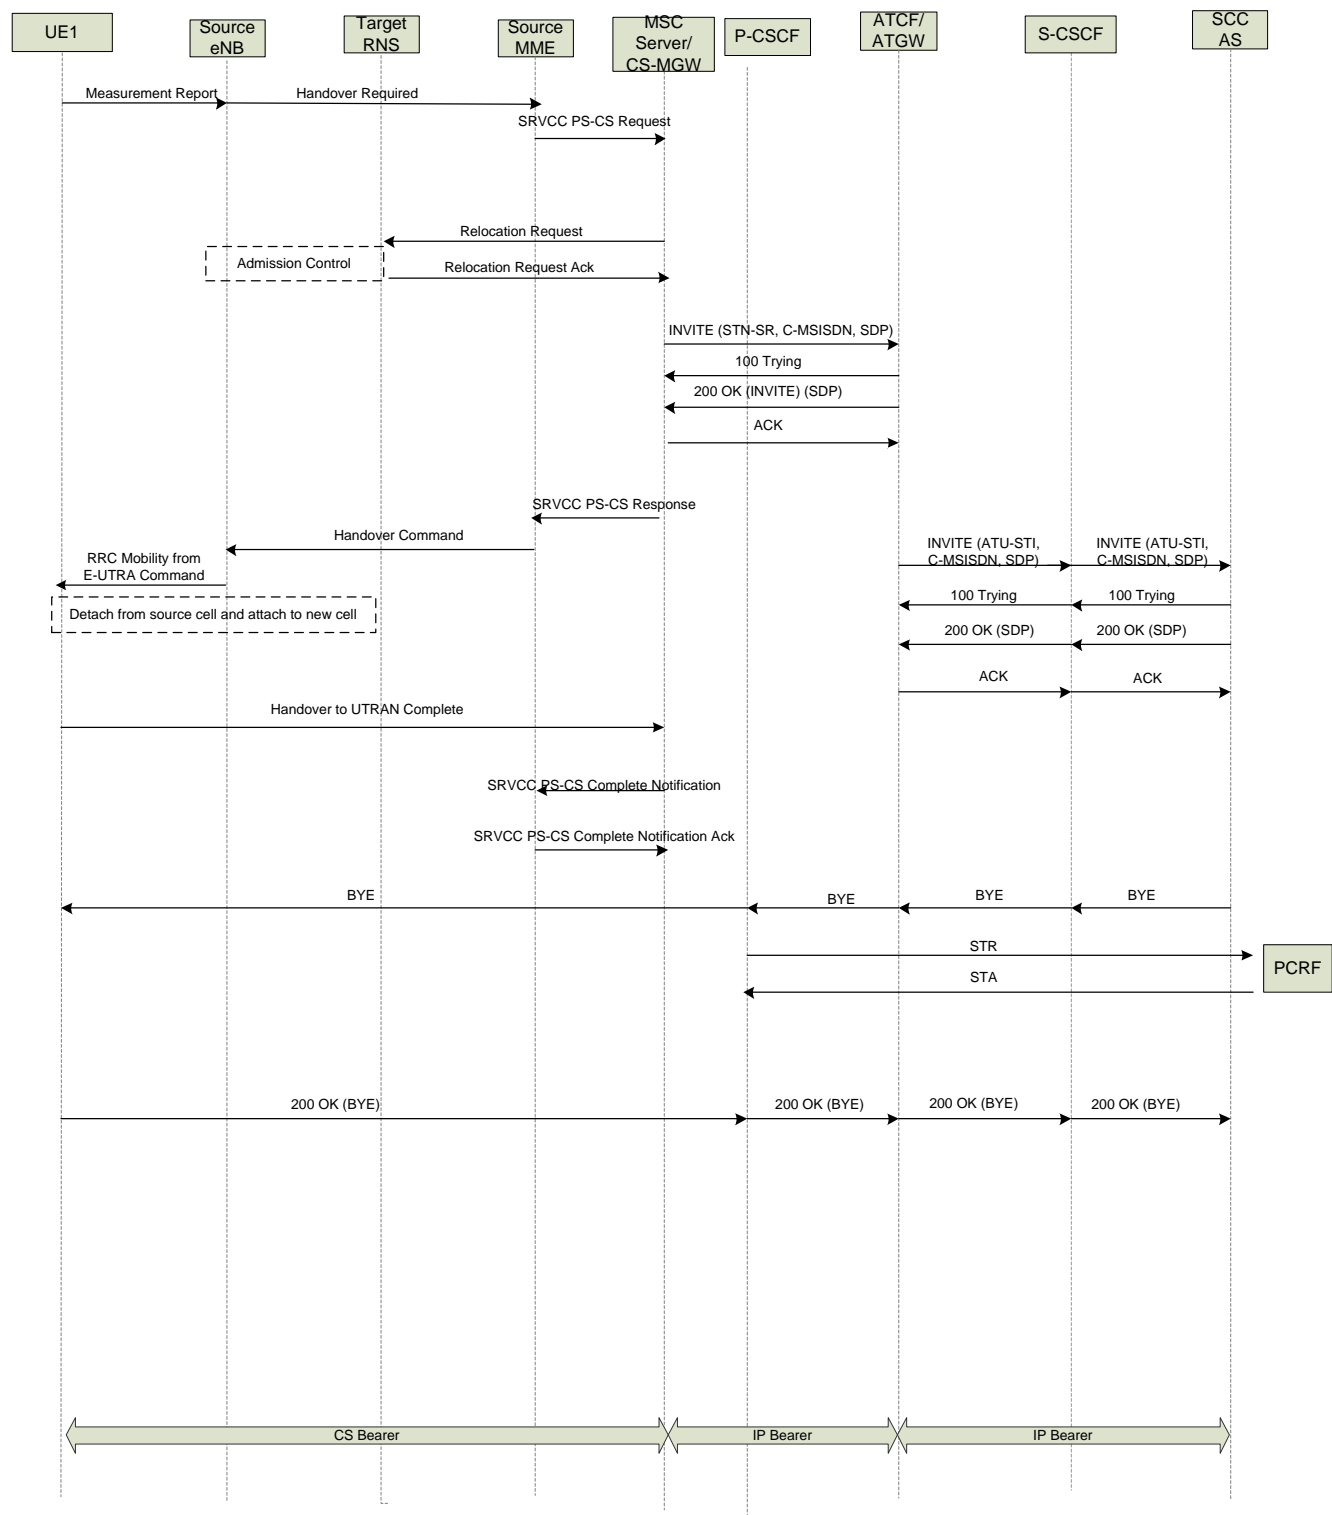 UE1
Source
eNB
Target
RNS
Source
MME
MSC
Server/
CS-MGW
P-CSCF
ATCF/
ATGW
S-CSCF
SCC
AS
Measurement Report
Handover Required
SRVCC PS-CS Request
Relocation Request
Admission Control
Relocation Request Ack
INVITE (STN-SR, C-MSISDN, SDP)
100 Trying
200 OK (INVITE) (SDP)
ACK
SRVCC PS-CS Response
Handover Command
RRC Mobility from
E-UTRA Command
INVITE (ATU-STI,
C-MSISDN, SDP)
INVITE (ATU-STI,
C-MSISDN, SDP)
Detach from source cell and attach to new cell
100 Trying
100 Trying
200 OK (SDP)
200 OK (SDP)
ACK
ACK
Handover to UTRAN Complete
SRVCC PS-CS Complete Notification
SRVCC PS-CS Complete Notification Ack
BYE
BYE
BYE
BYE
STR
PCRF
STA
200 OK (BYE)
200 OK (BYE)
200 OK (BYE)
200 OK (BYE)
CS Bearer
IP Bearer
IP Bearer